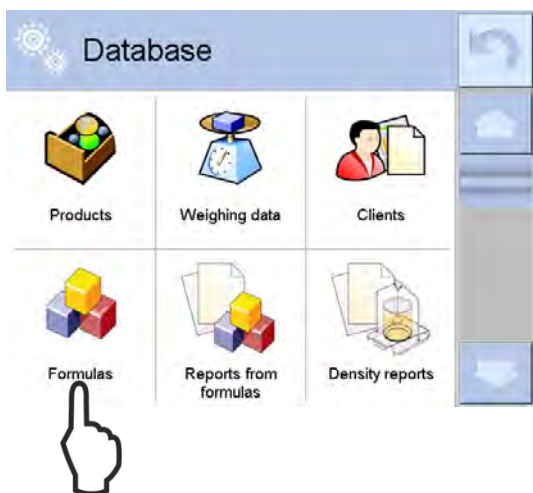 Database
Products
Weighing data
Clients
Formulas
Reports from
formulas
Density reports